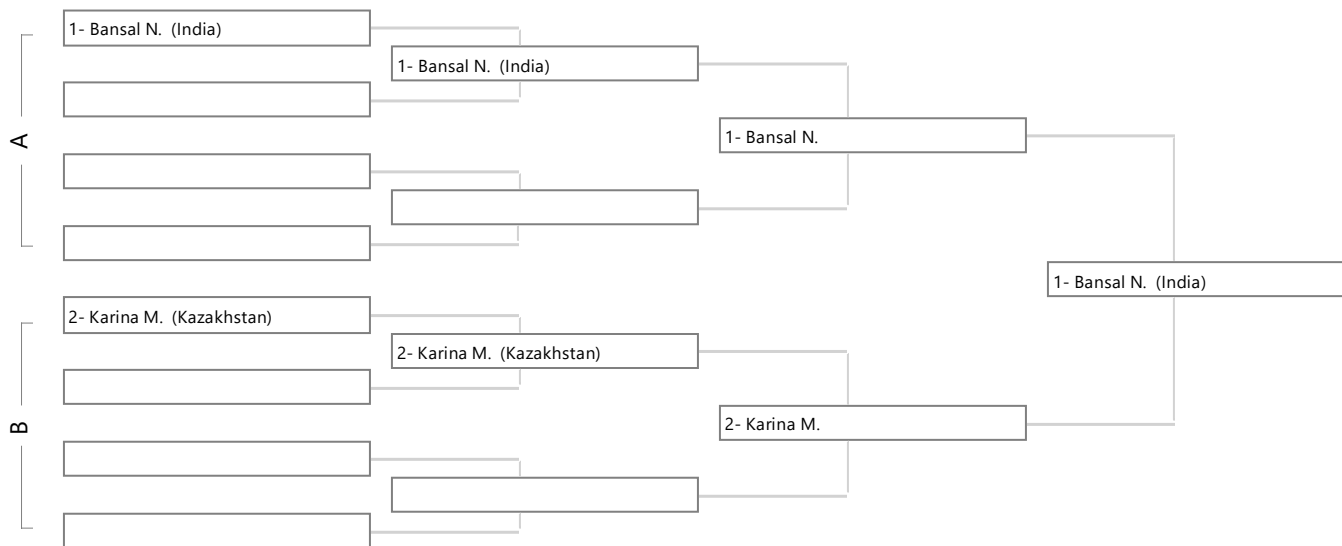 1- Bansal N. (India)
1- Bansal N. (India)
1- Bansal N.
A
1- Bansal N. (India)
2- Karina M. (Kazakhstan)
2- Karina M. (Kazakhstan)
2- Karina M.
B